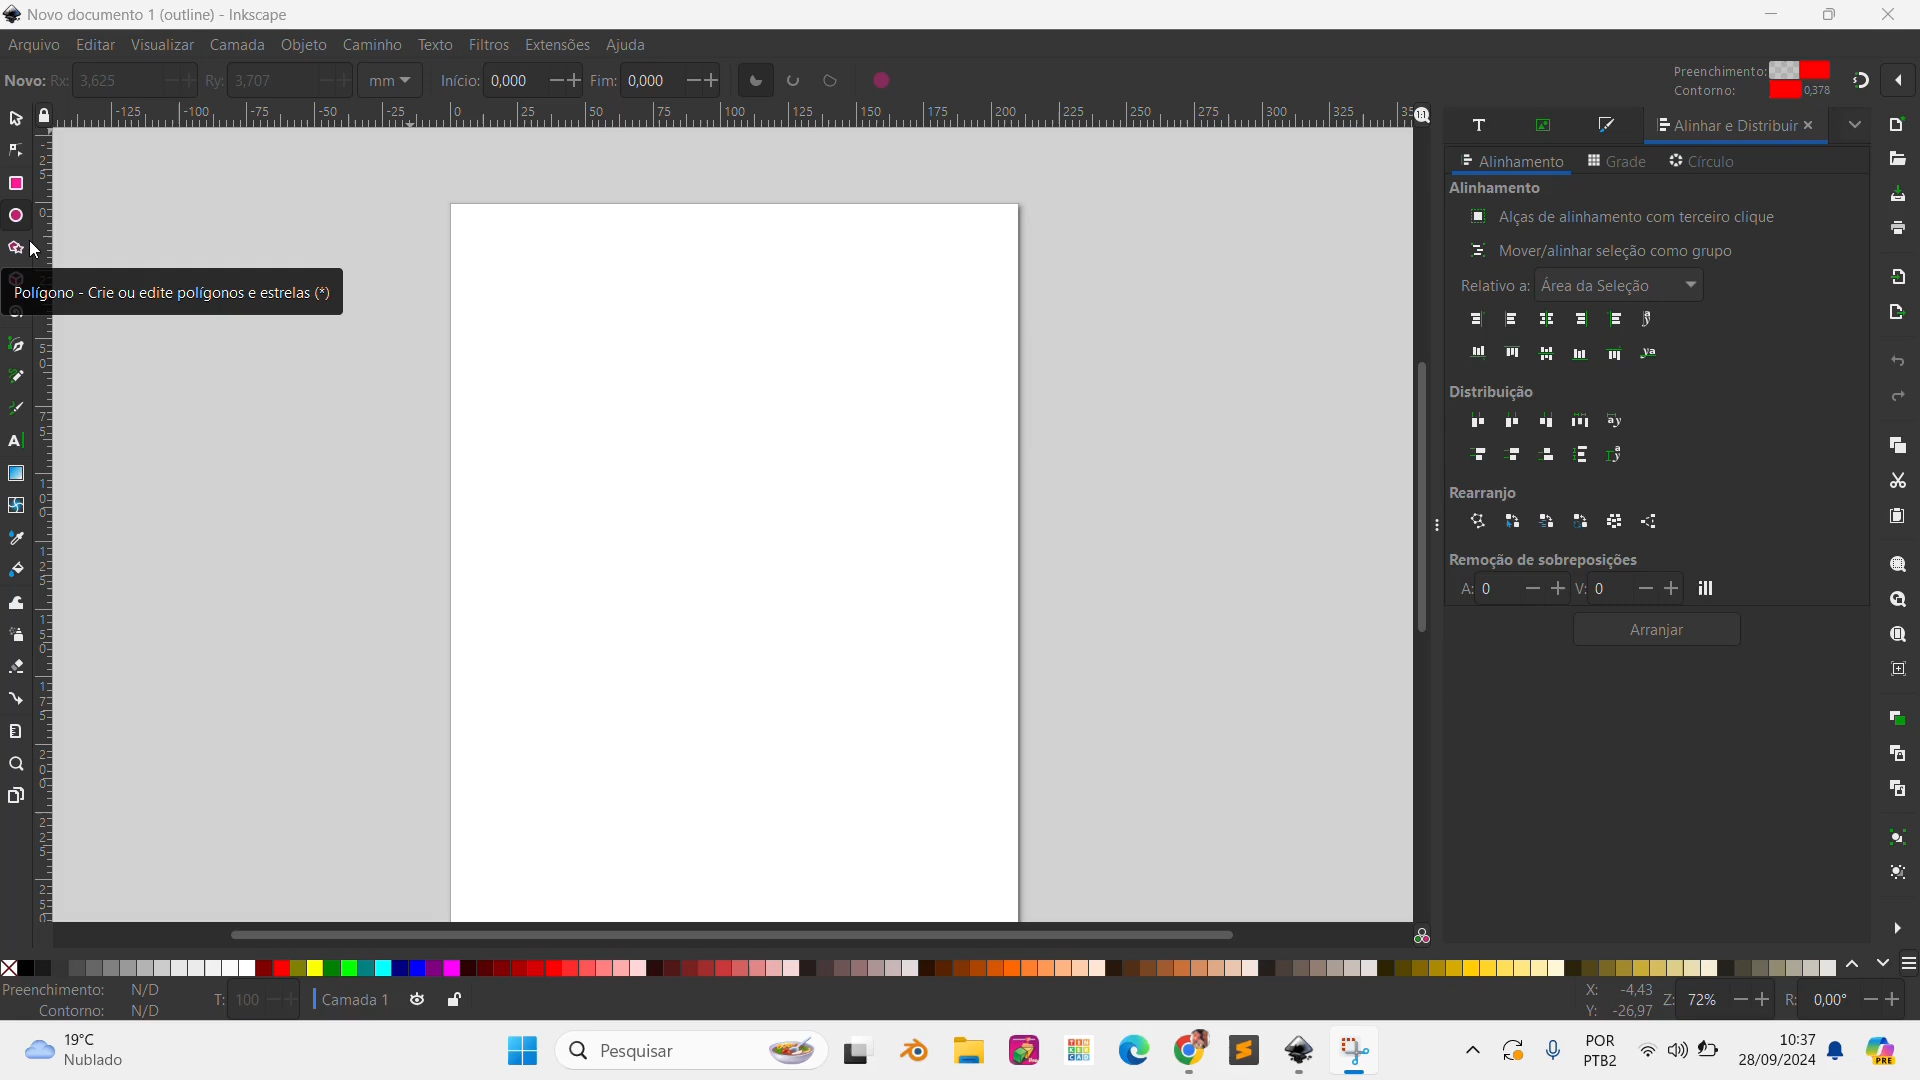 Novo documento 1 (outline) - Inkscape
Arquivo Editar Visualizar Camada Objeto Caminho Texto Filtros Extensões Ajuda
Novo: Rx: 3,625 Ry: 3,707 mm Início: 0,000 Fim: 0,000
Preenchimento:
Contorno: 0,378
-125 -100 -75 -50 -25 0 25 50 75 100 125 150 175 200 225 250 275 300 325
Alinhar e Distribuir
Alinhamento Grade Círculo
Alinhamento
Alças de alinhamento com terceiro clique
Mover/alinhar seleção como grupo
Polígono - Crie ou edite polígonos e estrelas (*)
Relativo a: Área da Seleção
Distribuição
Rearranjo
Remoção de sobreposições
A: 0 V: 0
Arranjar
Preenchimento: N/D
Contorno: N/D
T: 100
Camada 1
X: -4,43
Y: -26,97
Z: 72%
R: 0,00°
19°C
Nublado
Pesquisar
POR
PTB2
10:37
28/09/2024